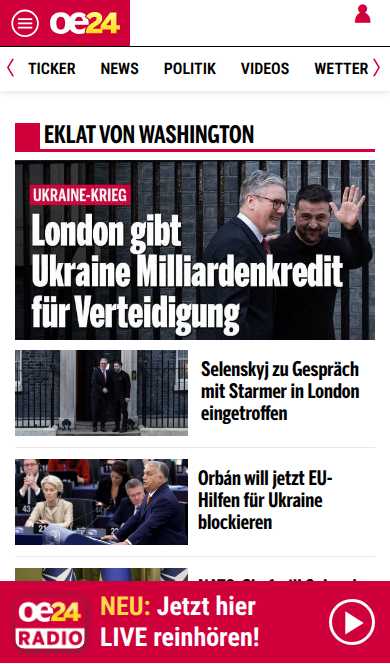 oe24
TICKER NEWS POLITIK VIDEOS WETTER
EKLAT VON WASHINGTON
UKRAINE-KRIEG
London gibt
Ukraine Milliardenkredit
für Verteidigung
Selenskyj zu Gespräch
mit Starmer in London
eingetroffen
Orbán will jetzt EU-
Hilfen für Ukraine
blockieren
oe24
RADIO
NEU: Jetzt hier
LIVE reinhören!